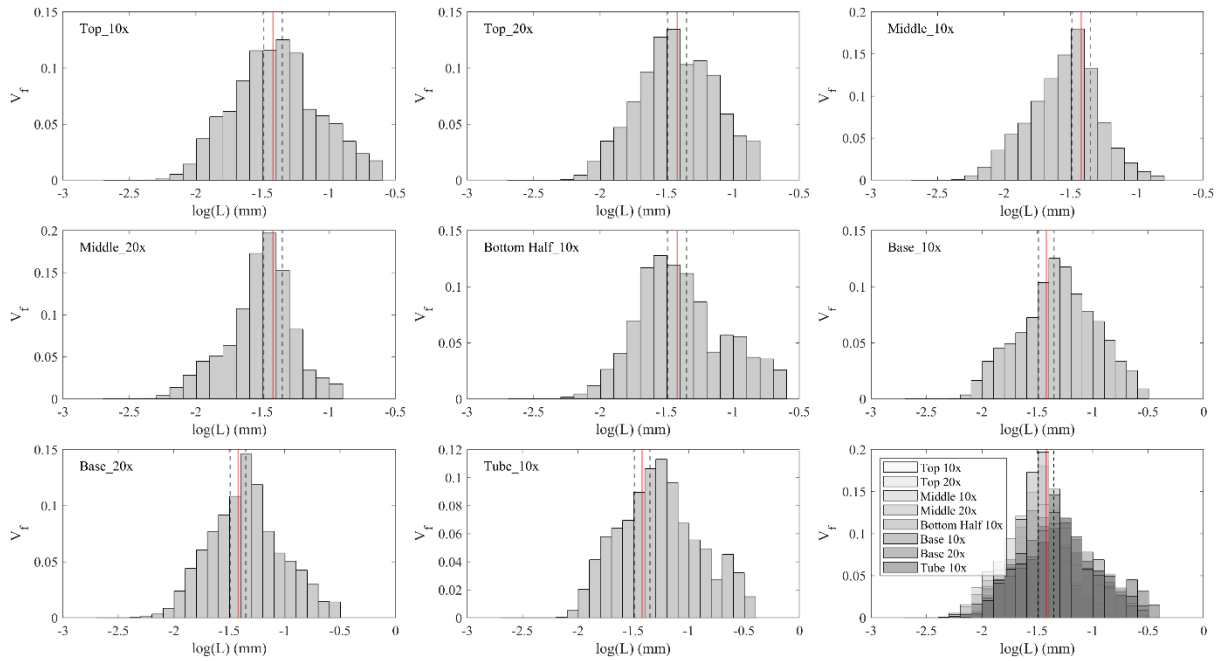 Top_10x
V_f
0.15
0.1
0.05
0
-3 -2.5 -2 -1.5 -1 -0.5
log(L) (mm)
Top_20x
V_f
0.15
0.1
0.05
0
-3 -2.5 -2 -1.5 -1 -0.5
log(L) (mm)
Middle_10x
V_f
0.2
0.15
0.1
0.05
0
-3 -2.5 -2 -1.5 -1 -0.5
log(L) (mm)
Middle_20x
V_f
0.2
0.15
0.1
0.05
0
-3 -2.5 -2 -1.5 -1 -0.5
log(L) (mm)
Bottom Half_10x
V_f
0.15
0.1
0.05
0
-3 -2.5 -2 -1.5 -1 -0.5
log(L) (mm)
Base_10x
V_f
0.15
0.1
0.05
0
-3 -2.5 -2 -1.5 -1 -0.5 0
log(L) (mm)
Base_20x
V_f
0.15
0.1
0.05
0
-3 -2.5 -2 -1.5 -1 -0.5 0
log(L) (mm)
Tube_10x
V_f
0.12
0.1
0.08
0.06
0.04
0.02
0
-3 -2.5 -2 -1.5 -1 -0.5 0
log(L) (mm)
V_f
0.2
0.15
0.1
0.05
0
Top 10x
Top 20x
Middle 10x
Middle 20x
Bottom Half 10x
Base 10x
Base 20x
Tube 10x
-3 -2.5 -2 -1.5 -1 -0.5 0
log(L) (mm)